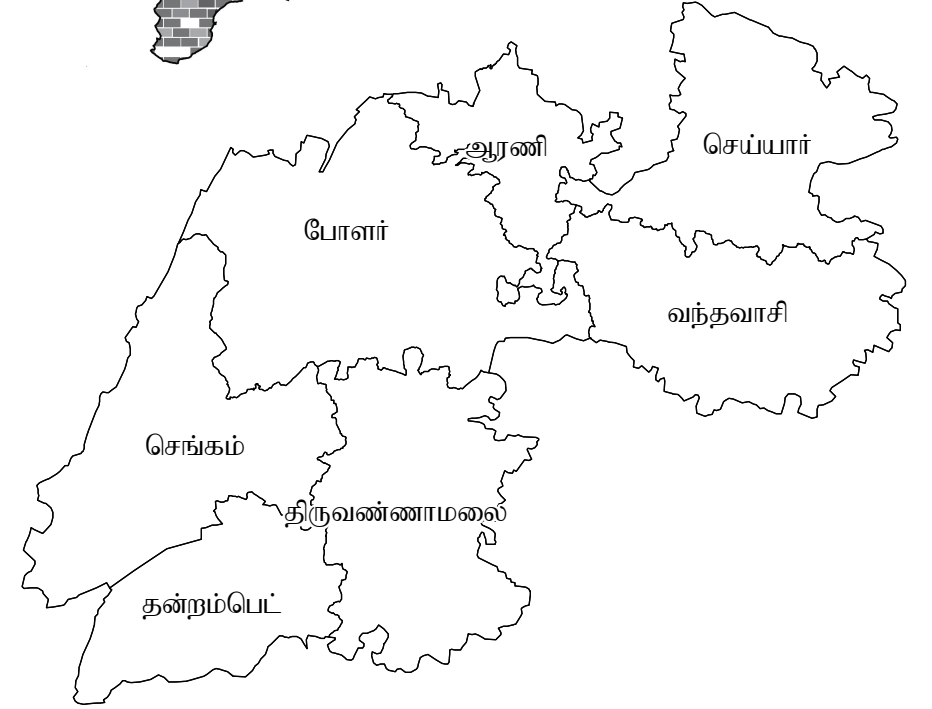 செய்யார்
ஆரணி
போளர்
வந்தவாசி
செங்கம்
திருவண்ணாமலை
தன்றம்பெட்